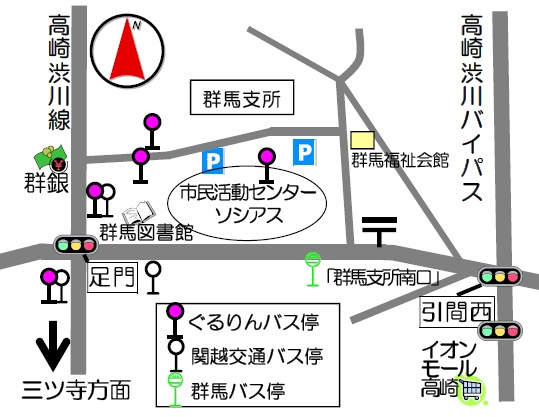 高崎渋川線
N
群馬支所
高崎渋川バイパス
P
P
群馬福祉会館
¥
群銀
市民活動センター
ソシアス
群馬図書館
足門
「群馬支所南口」
引間西
ぐるりんバス停
関越交通バス停
群馬バス停
イオン
モール
高崎
三ツ寺方面